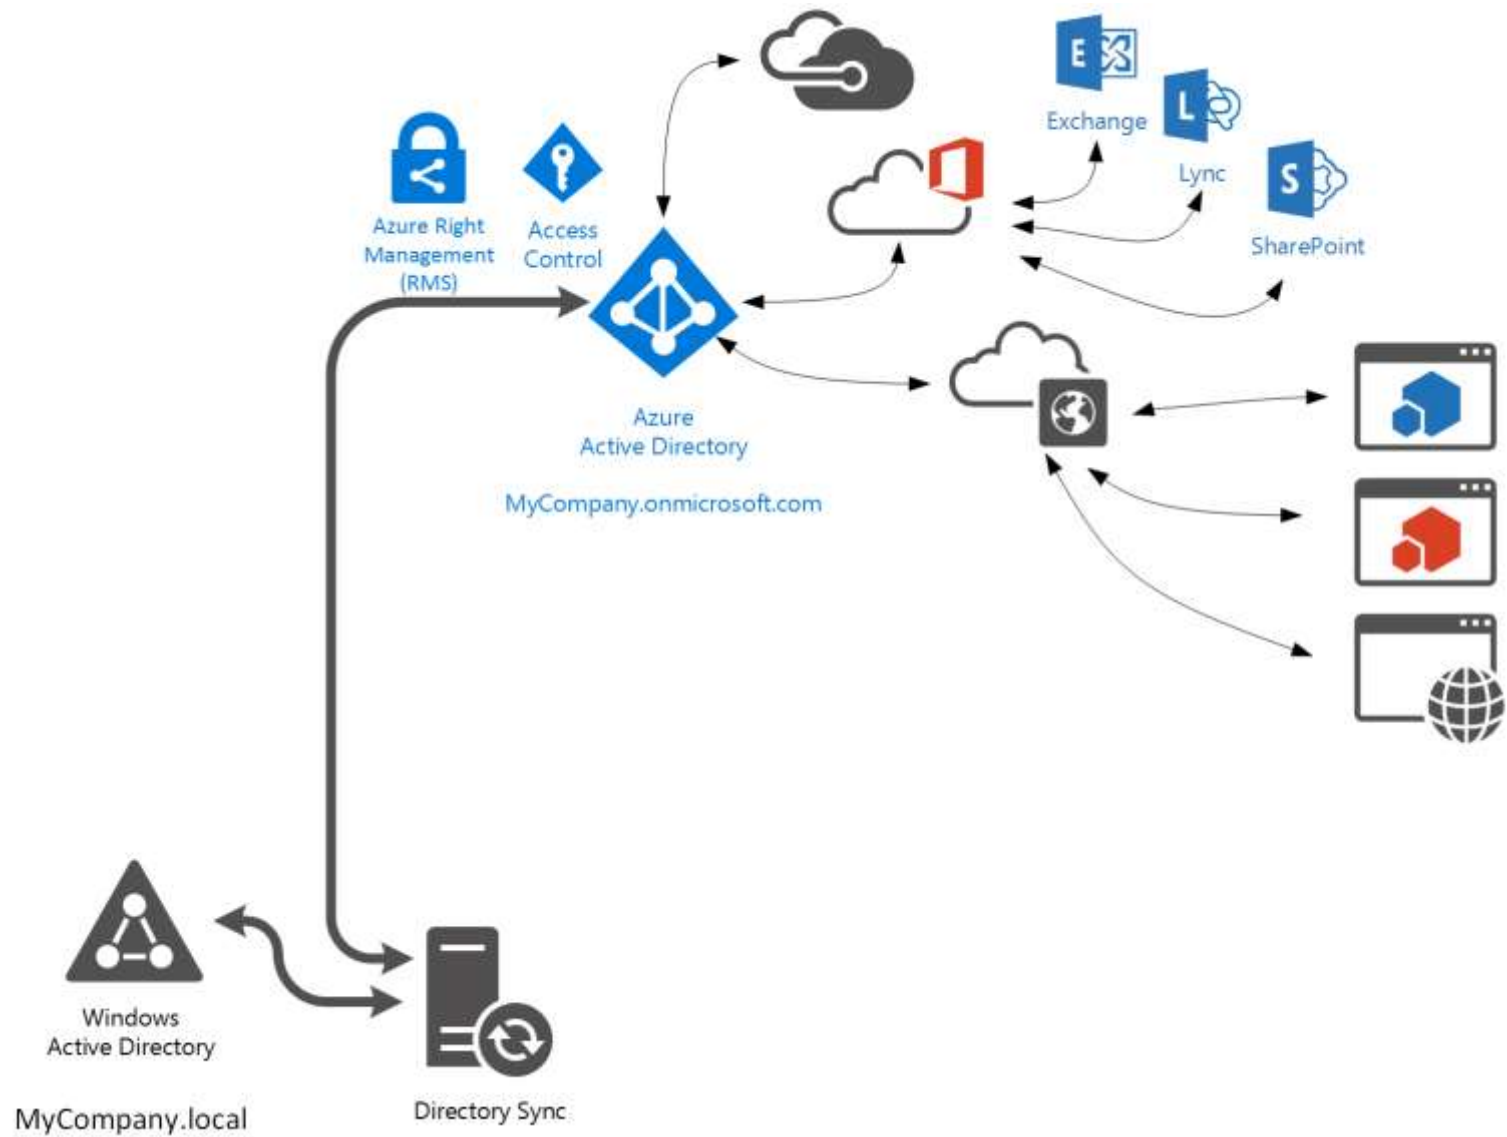 E
Exchange
L
Lync
S
SharePoint
Azure Right
Management
(RMS)
Access
Control
Azure
Active Directory
MyCompany.onmicrosoft.com
Windows
Active Directory
MyCompany.local
Directory Sync